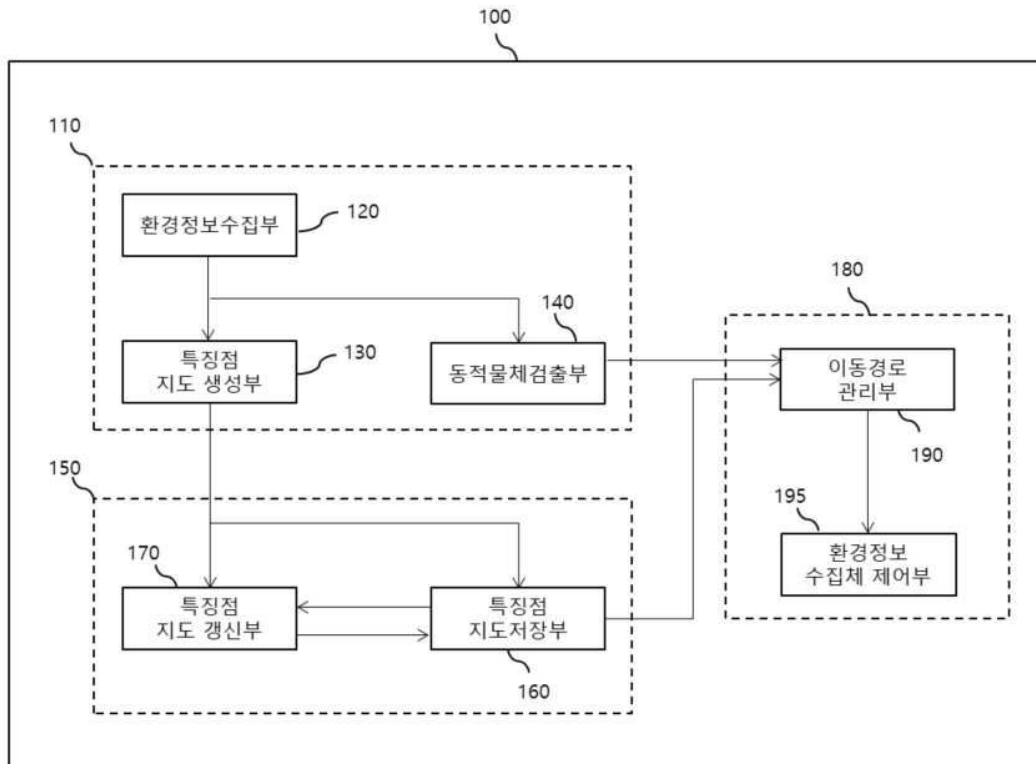 100
110
환경정보수집부
120
180
140
특징점
지도 생성부
130
동적물체검출부
이동경로
관리부
190
150
195
170
환경정보
수집체 제어부
특징점
지도 갱신부
특징점
지도저장부
160